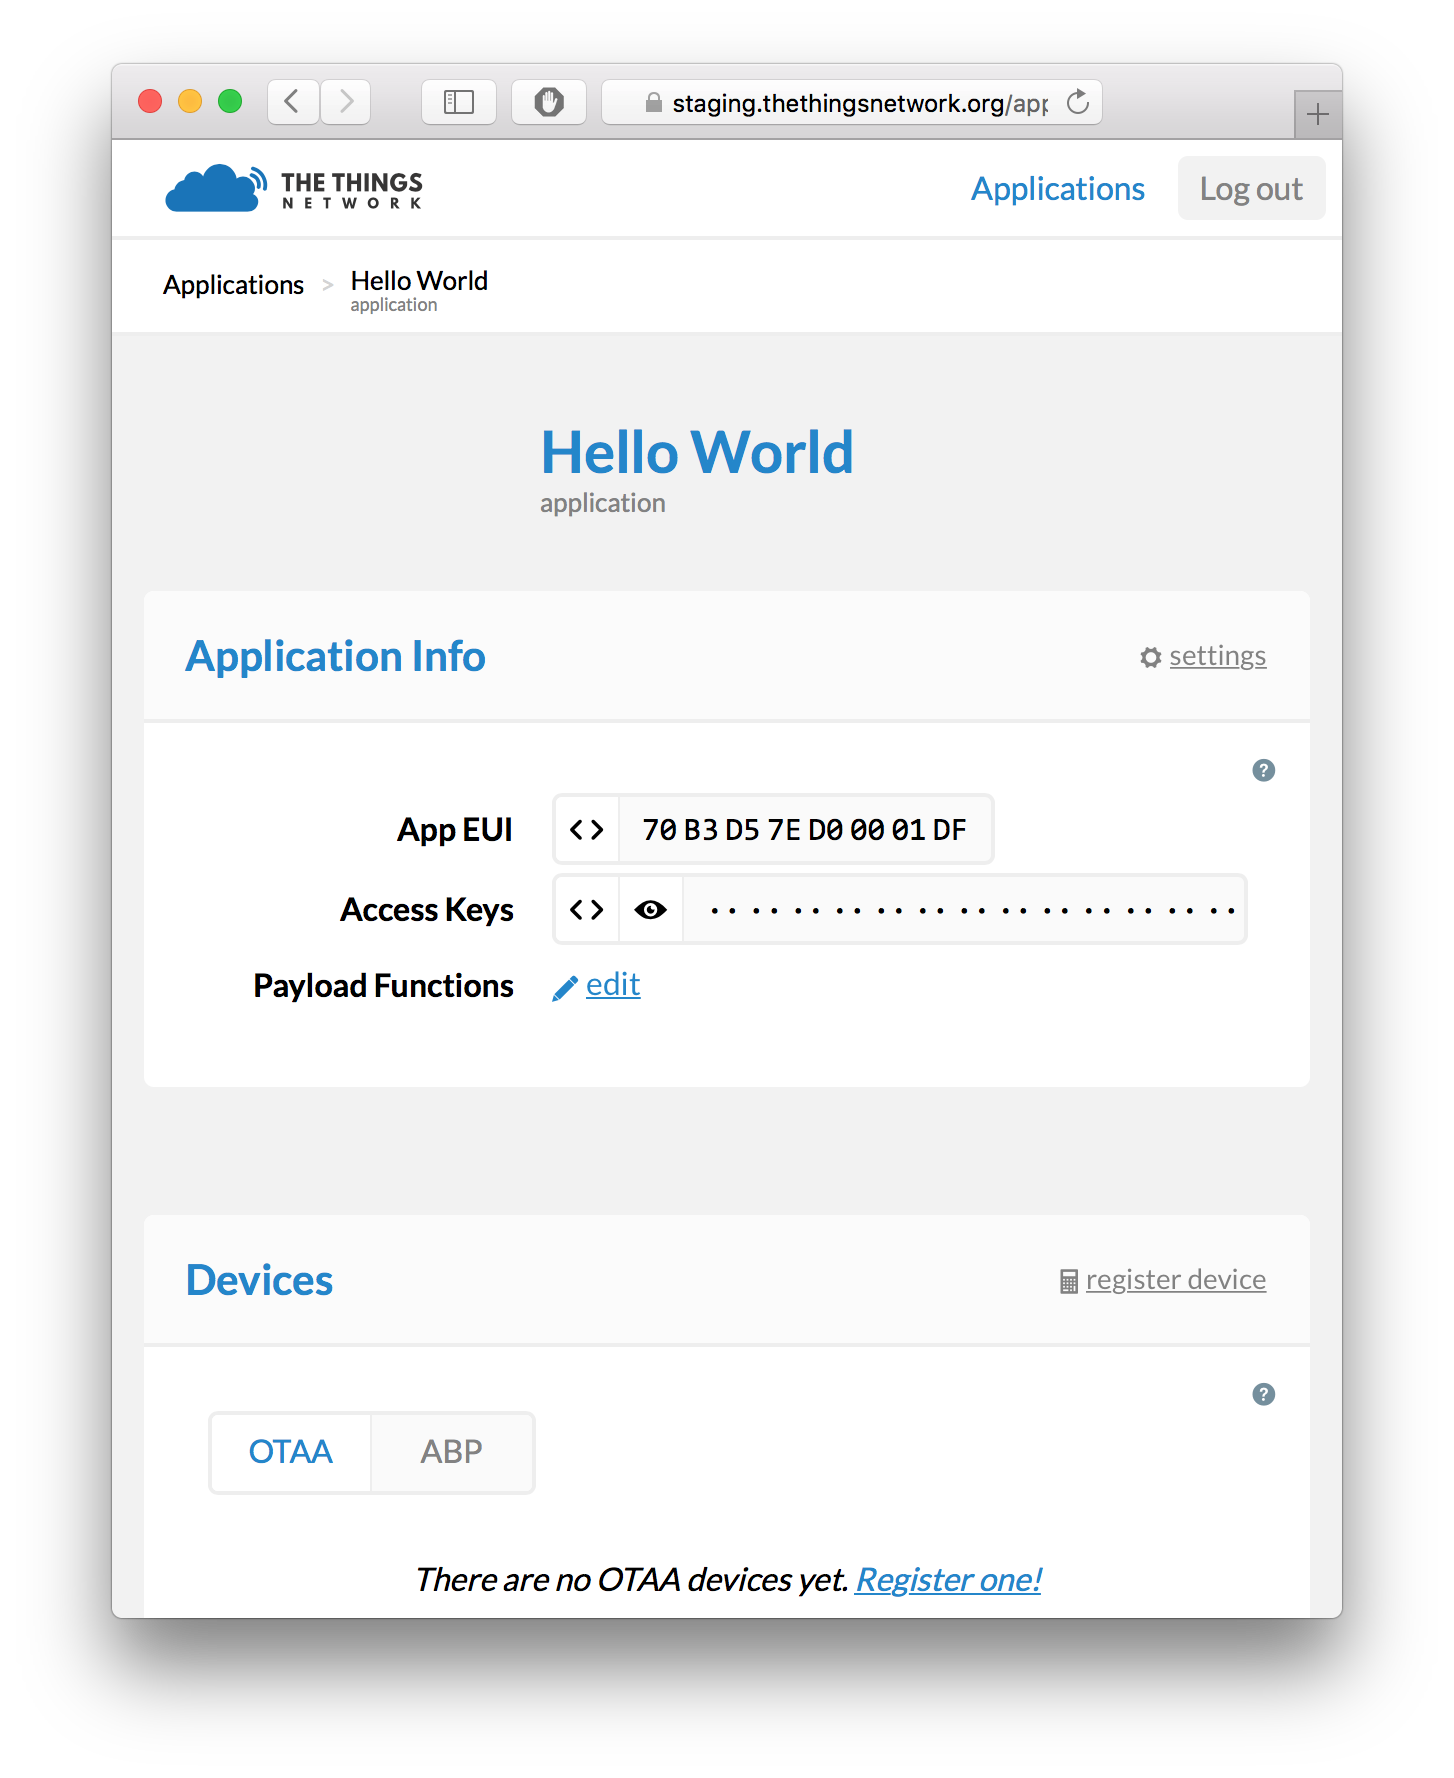 staging.thethingsnetwork.org/app
THE THINGS
NETWORK
Applications
Log out
Applications > Hello World
application
Hello World
application
Application Info
settings
?
App EUI
<> 70 B3 D5 7E D0 00 01 DF
Access Keys
<> · · · · · · · · · · · · · · · · · · · · · · · · · ·
Payload Functions
edit
Devices
register device
?
OTAA
ABP
There are no OTAA devices yet. Register one!